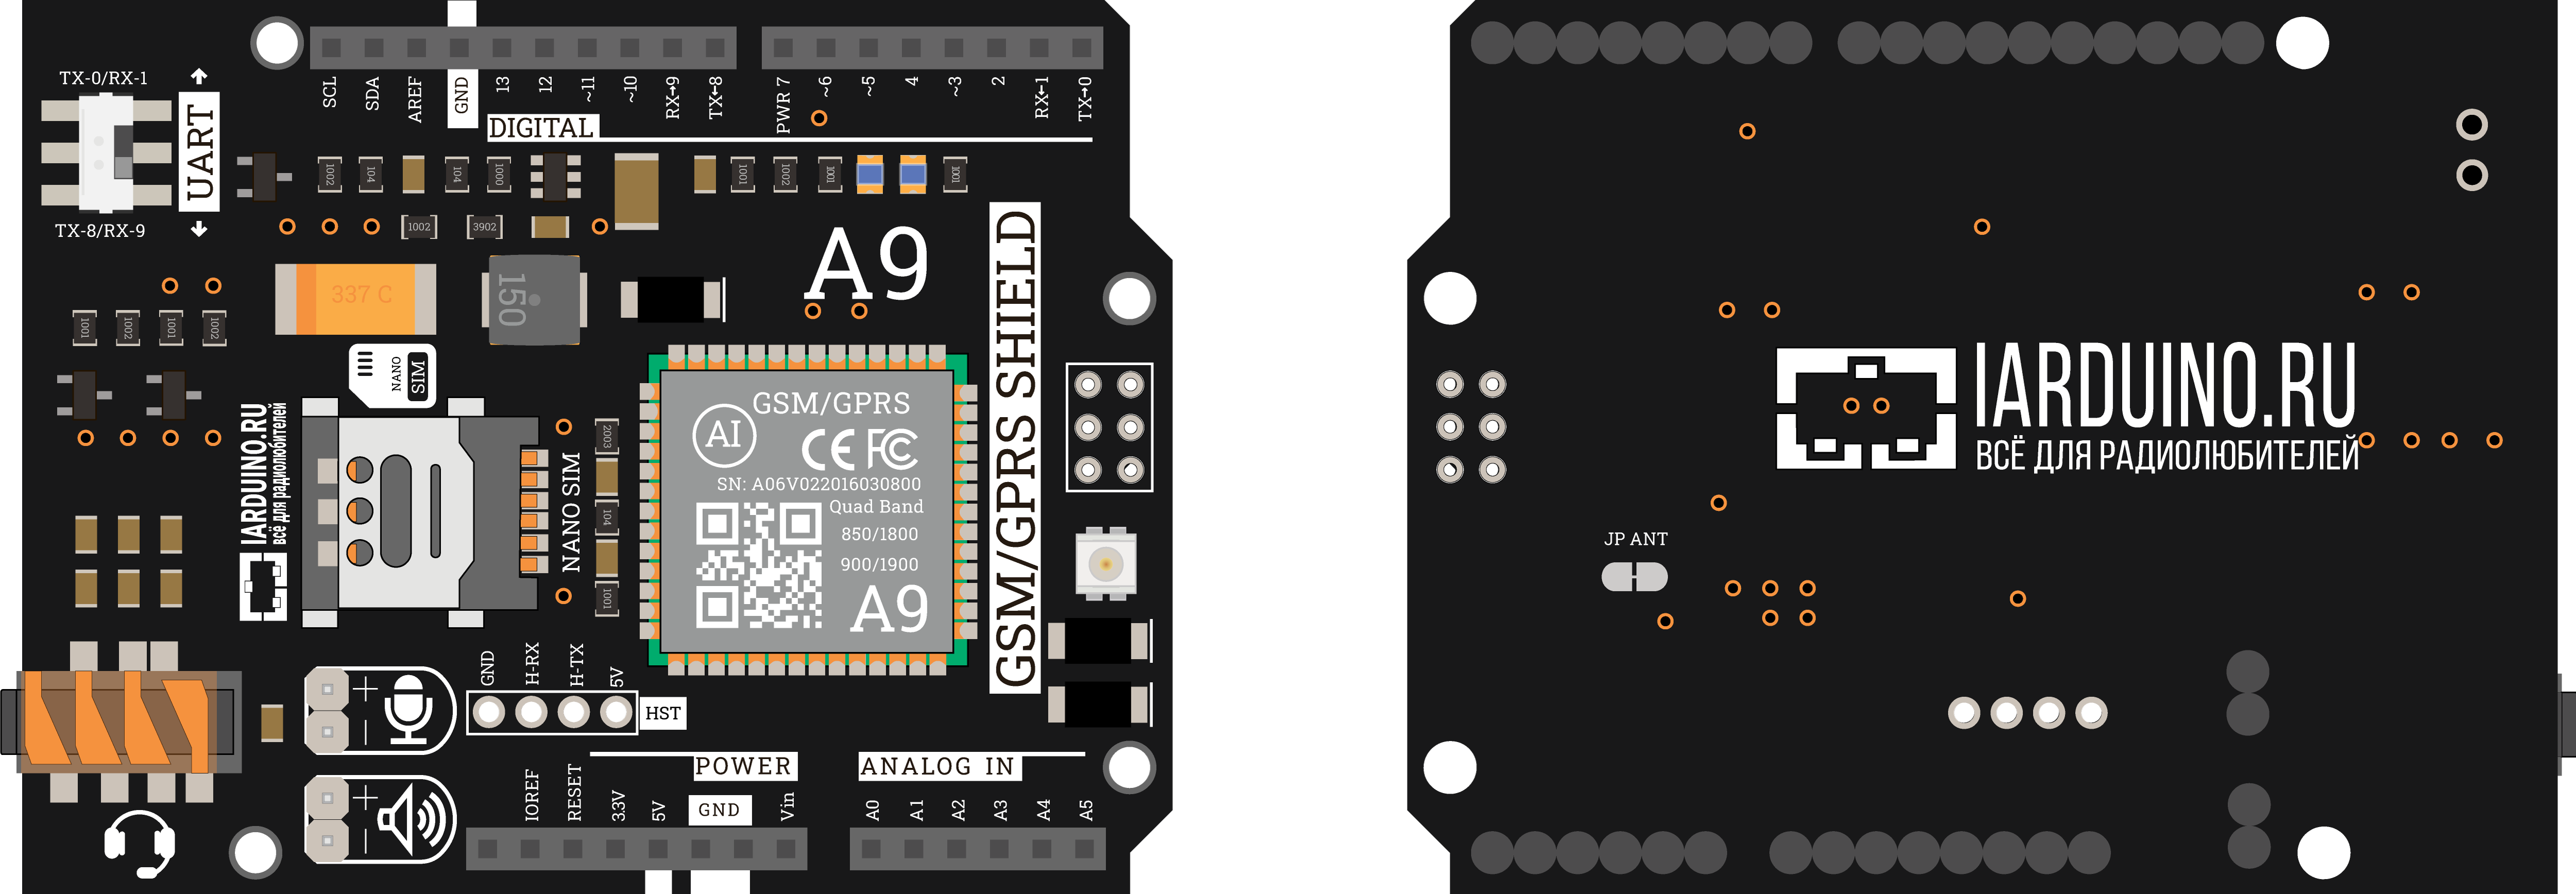 TX-0/RX-1
UART
TX-8/RX-9
SCL
SDA
AREF
GND
13
12
~11
~10
RX→9
TX←8
PWR 7
~6
~5
4
~3
2
RX←1
TX→0
DIGITAL
1002
104
104
1000
1001
1002
1001
1001
1002
3902
337 C
150
A9
GSM/GPRS SHIELD
1001
1002
1001
1002
NANO
SIM
IARDUINO.RU
всё для радиолюбителей
NANO SIM
2003
104
1001
AI
GSM/GPRS
CE FC
SN: A06V022016030800
Quad Band
850/1800
900/1900
A9
GND
H-RX
H-TX
5V
HST
+
−
+
−
POWER
ANALOG IN
IOREF
RESET
3.3V
5V
GND
Vin
A0
A1
A2
A3
A4
A5
IARDUINO.RU
ВСЁ ДЛЯ РАДИОЛЮБИТЕЛЕЙ
JP ANT